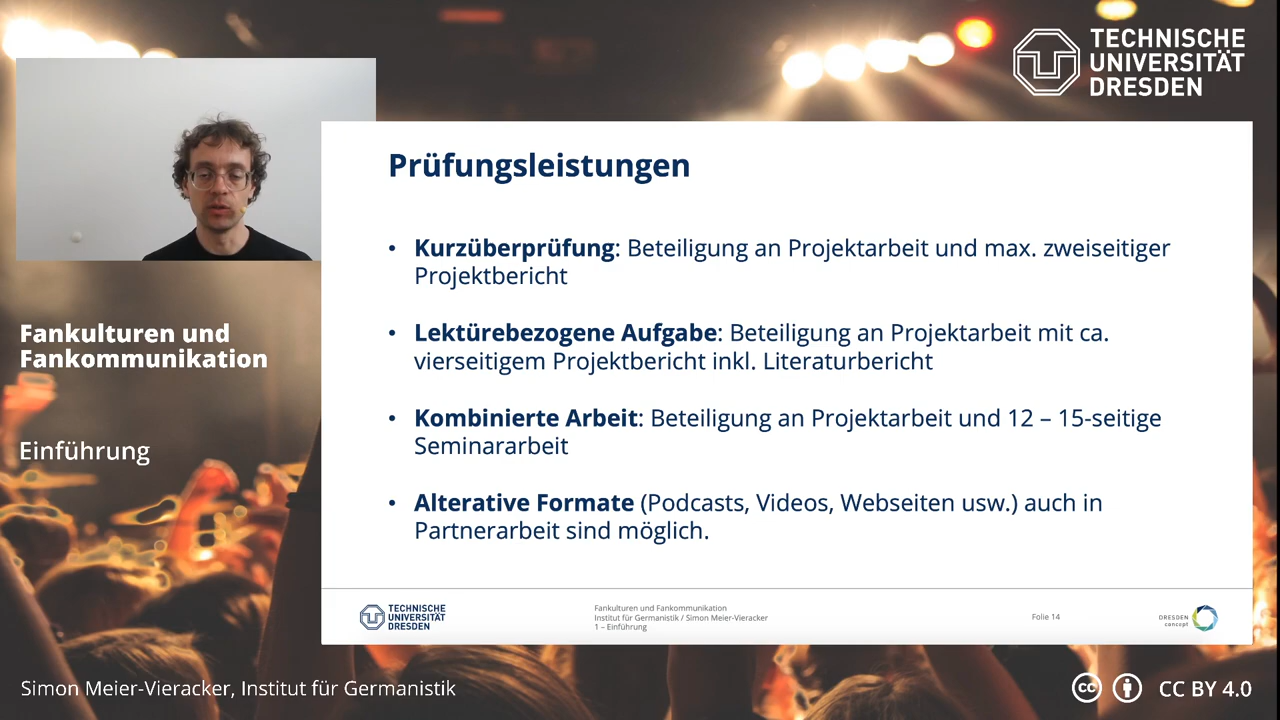 TECHNISCHE
UNIVERSITÄT
DRESDEN
Prüfungsleistungen
• Kurzüberprüfung: Beteiligung an Projektarbeit und max. zweiseitiger
Projektbericht
• Lektürebezogene Aufgabe: Beteiligung an Projektarbeit mit ca.
vierseitigem Projektbericht inkl. Literaturbericht
• Kombinierte Arbeit: Beteiligung an Projektarbeit und 12 – 15-seitige
Seminararbeit
• Alterative Formate (Podcasts, Videos, Webseiten usw.) auch in
Partnerarbeit sind möglich.
Fankulturen und
Fankommunikation
Einführung
TECHNISCHE
UNIVERSITÄT
DRESDEN
Fankulturen und Fankommunikation
Institut für Germanistik / Simon Meier-Vieracker
1 – Einführung
Folie 14
DRESDEN
concept
Simon Meier-Vieracker, Institut für Germanistik
cc
CC BY 4.0